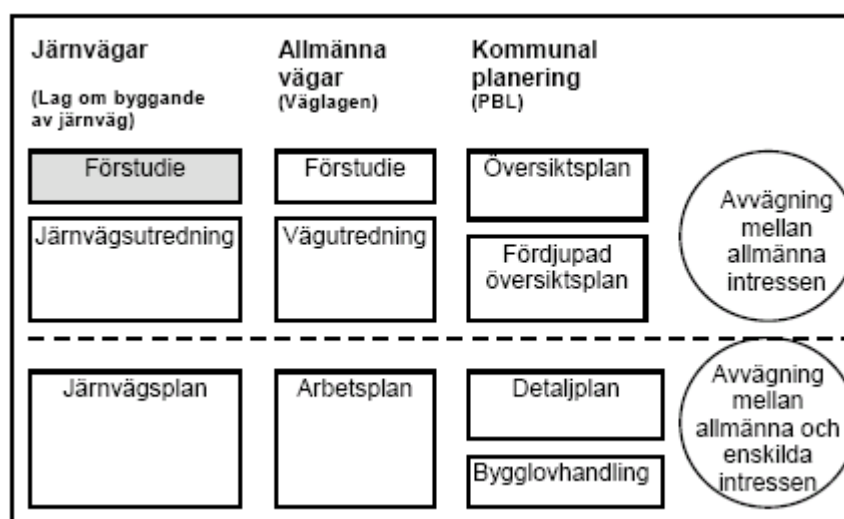 Järnvägar
(Lag om byggande
av järnväg)
Allmänna
vägar
(Väglagen)
Kommunal
planering
(PBL)
Förstudie
Förstudie
Översiktsplan
Järnvägsutredning
Vägutredning
Fördjupad
översiktsplan
Avvägning
mellan
allmänna
intressen
Järnvägsplan
Arbetsplan
Detaljplan
Bygglovhandling
Avvägning
mellan
allmänna och
enskilda
intressen